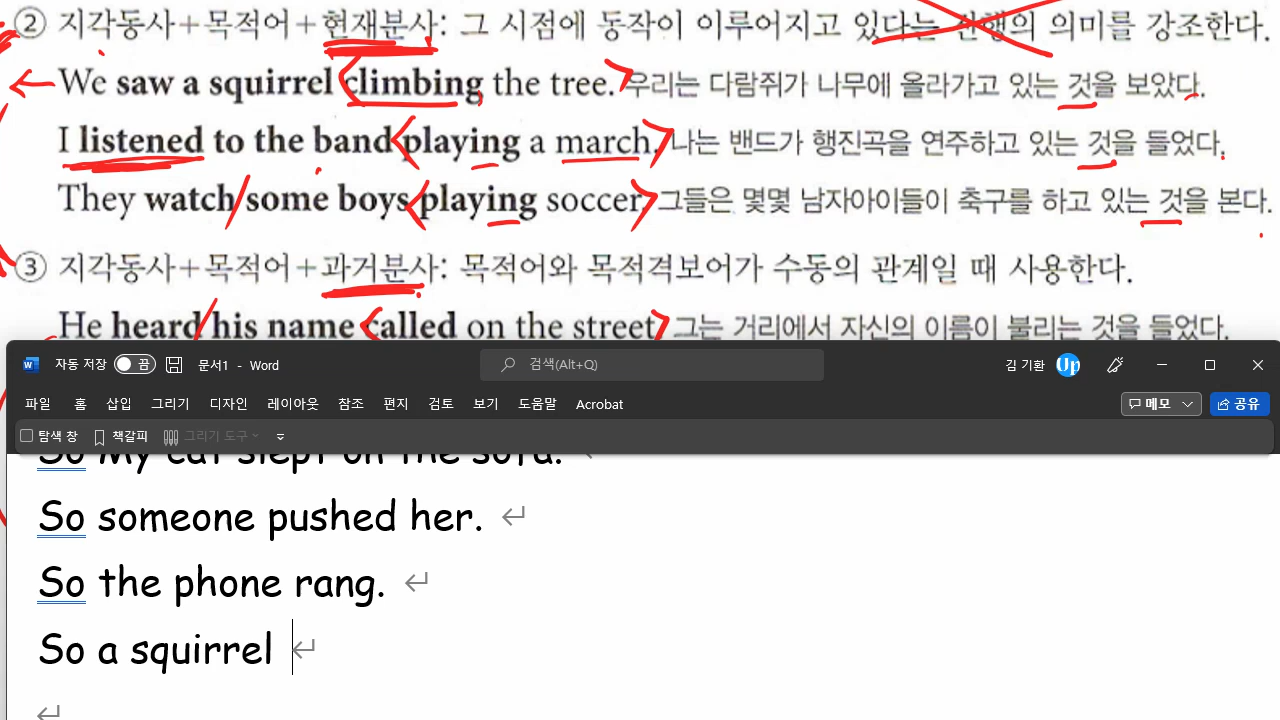 ② 지각동사+목적어+현재분사: 그 시점에 동작이 이루어지고 있다는 진행의 의미를 강조한다.
We saw a squirrel climbing the tree. 우리는 다람쥐가 나무에 올라가고 있는 것을 보았다.
I listened to the band playing a march. 나는 밴드가 행진곡을 연주하고 있는 것을 들었다.
They watch some boys playing soccer. 그들은 몇몇 남자아이들이 축구를 하고 있는 것을 본다.
③ 지각동사+목적어+과거분사: 목적어와 목적격보어가 수동의 관계일 때 사용한다.
He heard his name called on the street. 그는 거리에서 자신의 이름이 불리는 것을 들었다.
자동 저장 끔 문서1 - Word 검색(Alt+Q) 김 기환 Up
파일 홈 삽입 그리기 디자인 레이아웃 참조 편지 검토 보기 도움말 Acrobat 메모 공유
탐색 창 책갈피 그리기 도구
So My cat slept on the sofa.
So someone pushed her.
So the phone rang.
So a squirrel